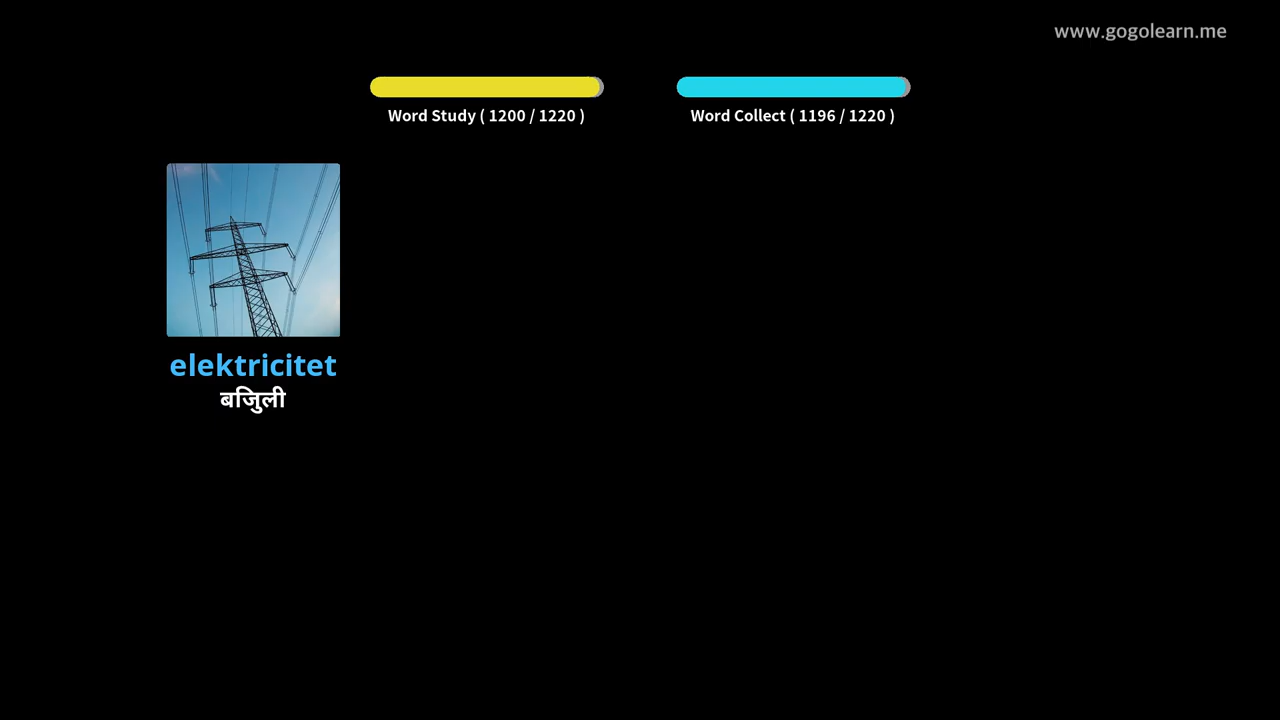 www.gogolearn.me
Word Study ( 1200 / 1220 )
Word Collect ( 1196 / 1220 )
elektricitet
बिजुली